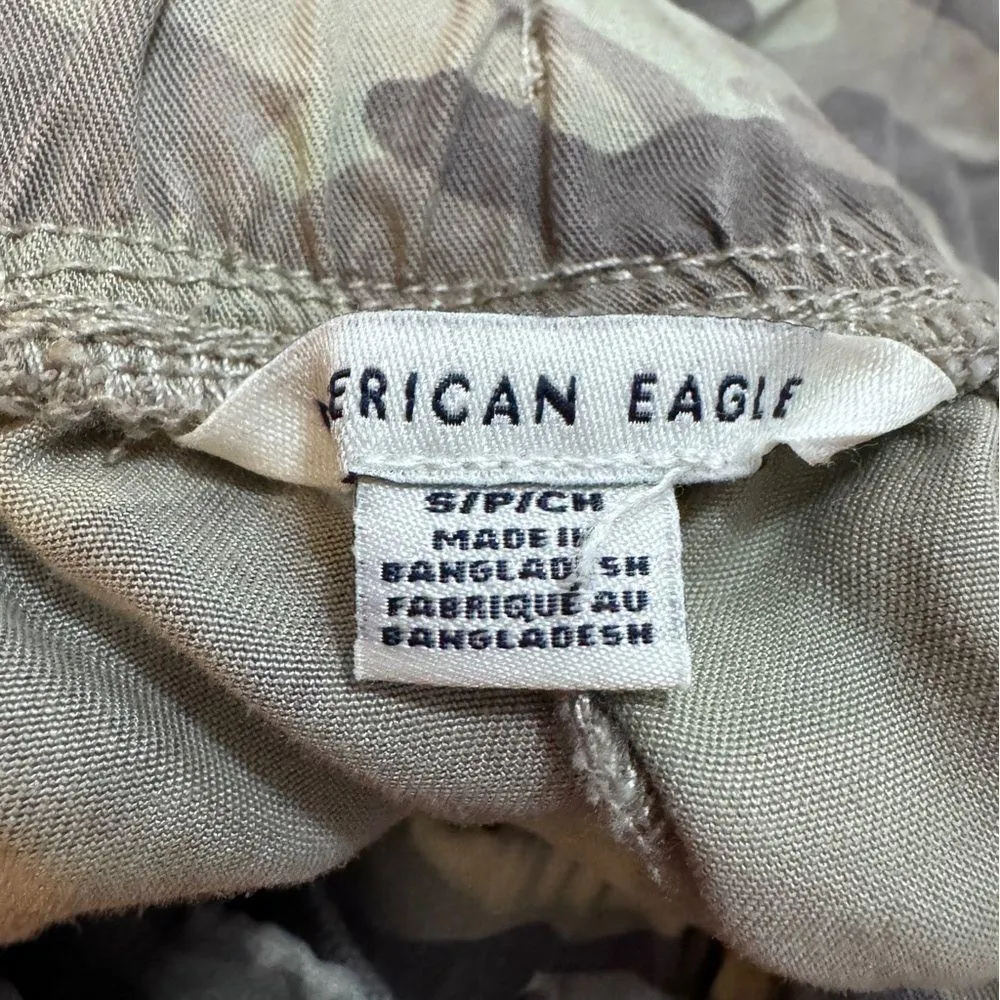 ERICAN EAGLE
S/P/CH
MADE IN
BANGLADESH
FABRIQUÉ AU
BANGLADESH